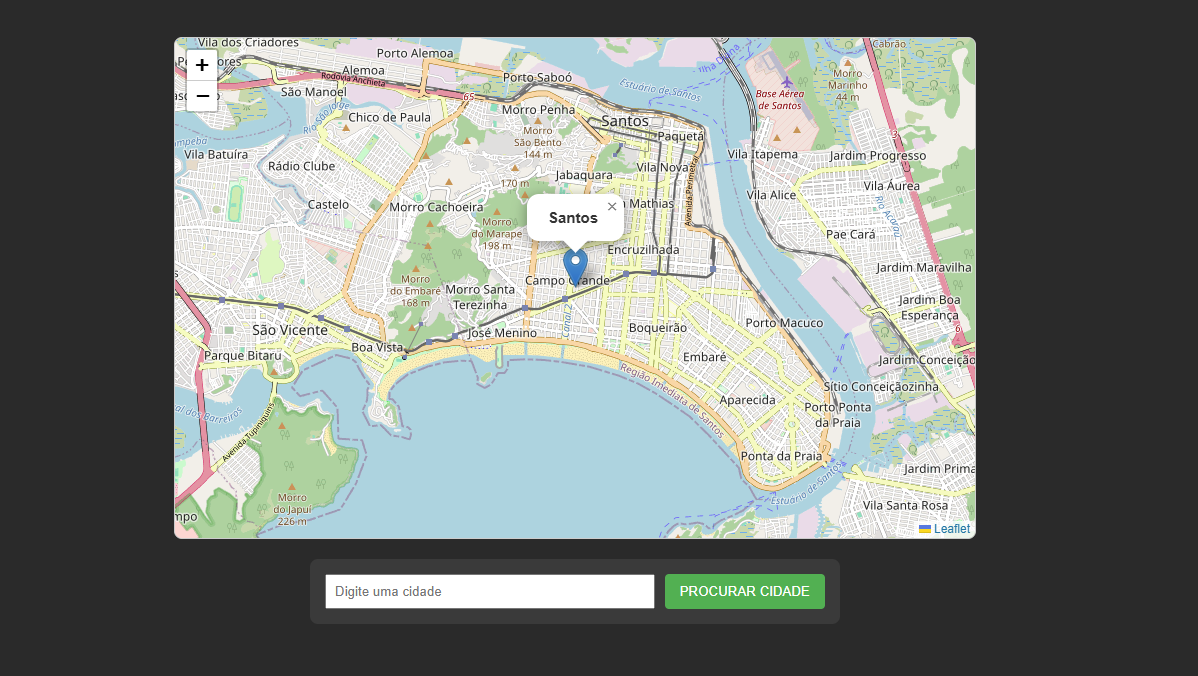 Vila dos Criadores
Porto Alemoa
Cabrão
+
Alemoa
Rodovia Anchieta
Porto Saboó
Ilha Diana
Morro
Marinho
44 m
−
São Manoel
65
Estuário de Santos
Base Aérea
de Santos
Rio São Jorge
Chico de Paula
Morro Penha
Santos
Morro
São Bento
144 m
Paquetá
Vila Batuíra
Rádio Clube
Jabaquara
Vila Nova
Vila Itapema
Jardim Progresso
170 m
Avenida Perimetral
Vila Alice
Vila Áurea
Castelo
Morro Cachoeira
Mathias
Rio Acaraú
×
Santos
Morro
do Marapé
198 m
Pae Cará
Encruzilhada
Jardim Maravilha
Morro
do Embaré
168 m
Campo Grande
Morro Santa
Terezinha
Jardim Boa
Esperança
Canal 2
São Vicente
José Menino
Boqueirão
Porto Macuco
Parque Bitaru
Boa Vista
Embaré
Jardim Conceição
Região Imediata de Santos
Sítio Conceiçãozinha
Aparecida
Porto Ponta
da Praia
al dos Barreiros
Avenida Tupiniquins
Ponta da Praia
Jardim Prima
Estuário de Santos
Morro
do Japuí
226 m
Vila Santa Rosa
mpo
Leaflet
Digite uma cidade
PROCURAR CIDADE